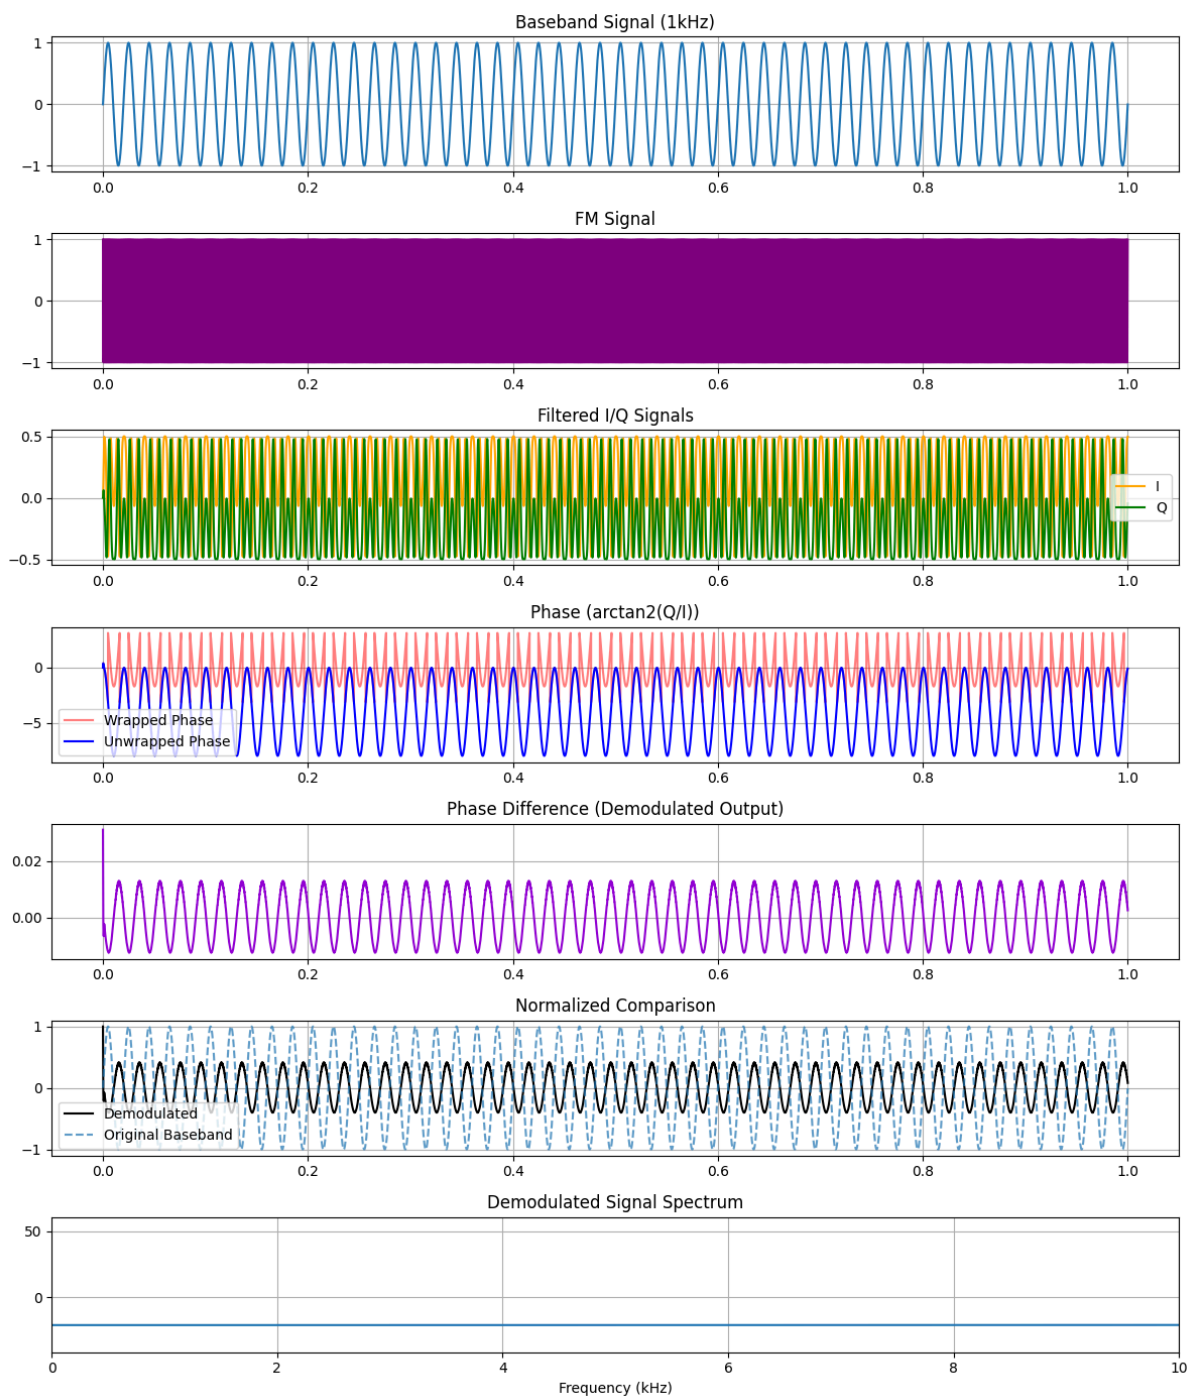 Baseband Signal (1kHz)
1
0
−1
0.0 0.2 0.4 0.6 0.8 1.0
FM Signal
1
0
−1
0.0 0.2 0.4 0.6 0.8 1.0
Filtered I/Q Signals
0.5
0.0
−0.5
I
Q
0.0 0.2 0.4 0.6 0.8 1.0
Phase (arctan2(Q/I))
0
−5
Wrapped Phase
Unwrapped Phase
0.0 0.2 0.4 0.6 0.8 1.0
Phase Difference (Demodulated Output)
0.02
0.00
0.0 0.2 0.4 0.6 0.8 1.0
Normalized Comparison
1
0
−1
Demodulated
Original Baseband
0.0 0.2 0.4 0.6 0.8 1.0
Demodulated Signal Spectrum
50
0
0 2 4 6 8 10
Frequency (kHz)